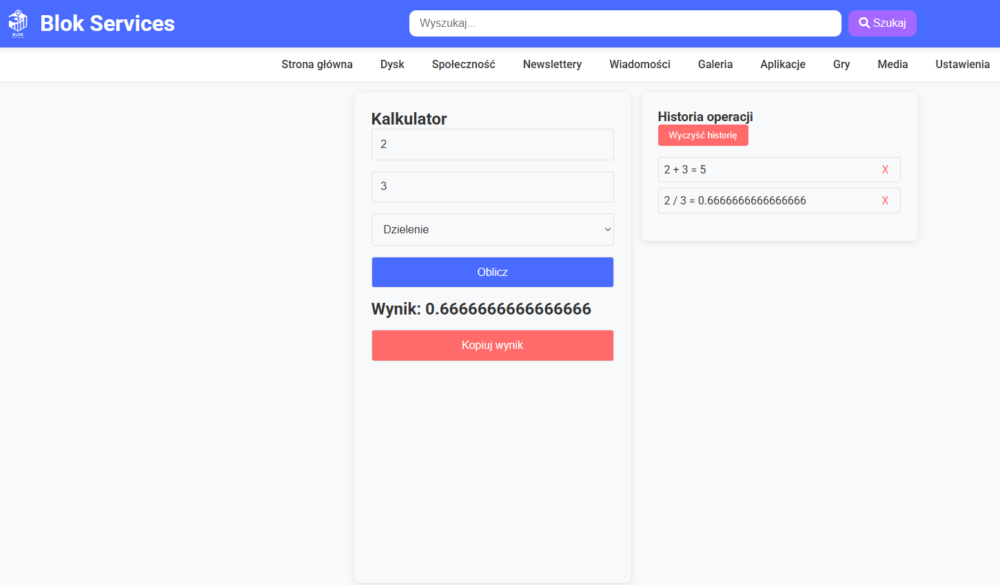 BLOK
SERVICES
Blok Services
Wyszukaj...
Szukaj
Strona główna
Dysk
Społeczność
Newslettery
Wiadomości
Galeria
Aplikacje
Gry
Media
Ustawienia
Kalkulator
2
3
Dzielenie
Oblicz
Wynik: 0.6666666666666666
Kopiuj wynik
Historia operacji
Wyczyść historię
2 + 3 = 5 X
2 / 3 = 0.6666666666666666 X